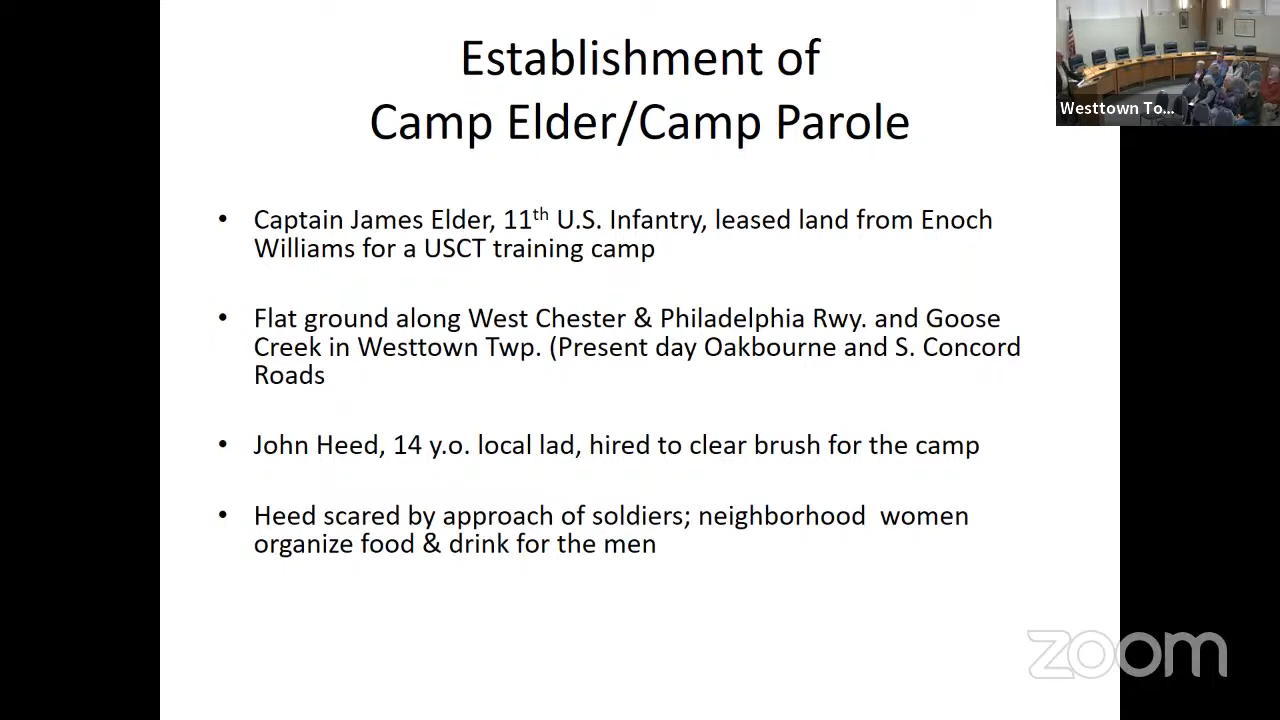 Establishment of
Camp Elder/Camp Parole
Westtown To...
• Captain James Elder, 11th U.S. Infantry, leased land from Enoch
Williams for a USCT training camp
• Flat ground along West Chester & Philadelphia Rwy. and Goose
Creek in Westtown Twp. (Present day Oakbourne and S. Concord
Roads
• John Heed, 14 y.o. local lad, hired to clear brush for the camp
• Heed scared by approach of soldiers; neighborhood  women
organize food & drink for the men
zoom